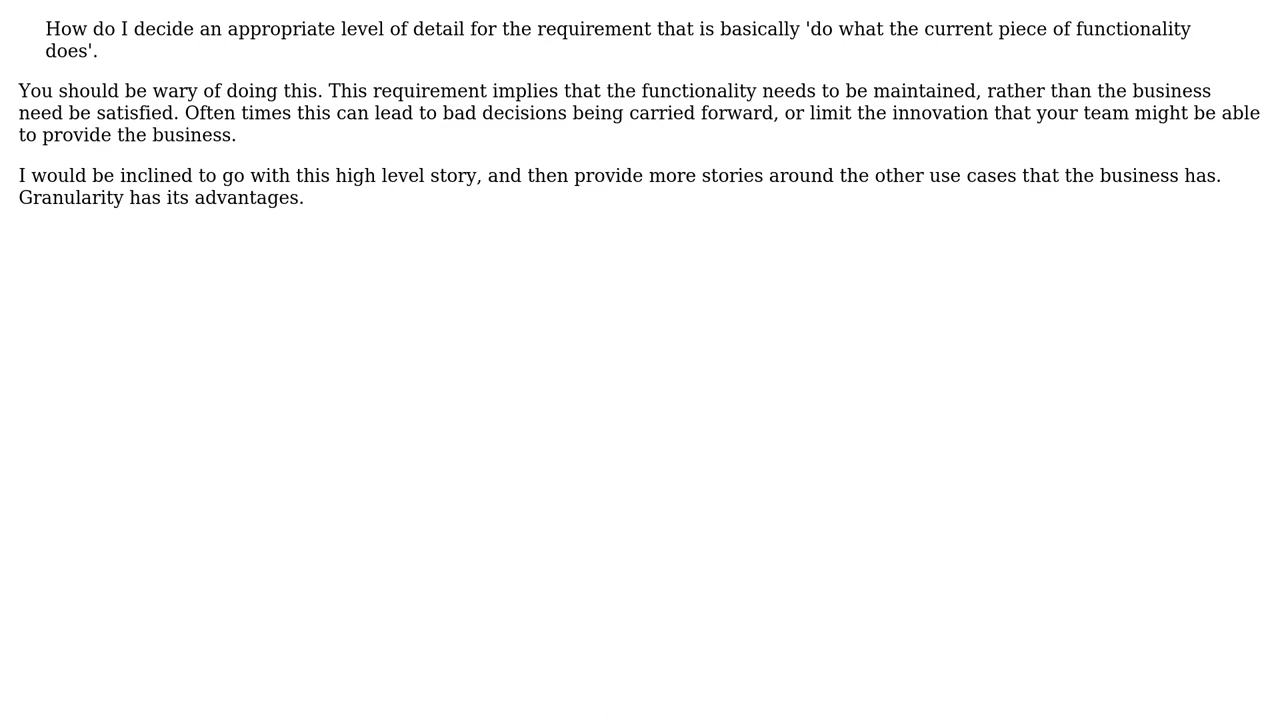 How do I decide an appropriate level of detail for the requirement that is basically 'do what the current piece of functionality
does'.
You should be wary of doing this. This requirement implies that the functionality needs to be maintained, rather than the business
need be satisfied. Often times this can lead to bad decisions being carried forward, or limit the innovation that your team might be able
to provide the business.
I would be inclined to go with this high level story, and then provide more stories around the other use cases that the business has.
Granularity has its advantages.